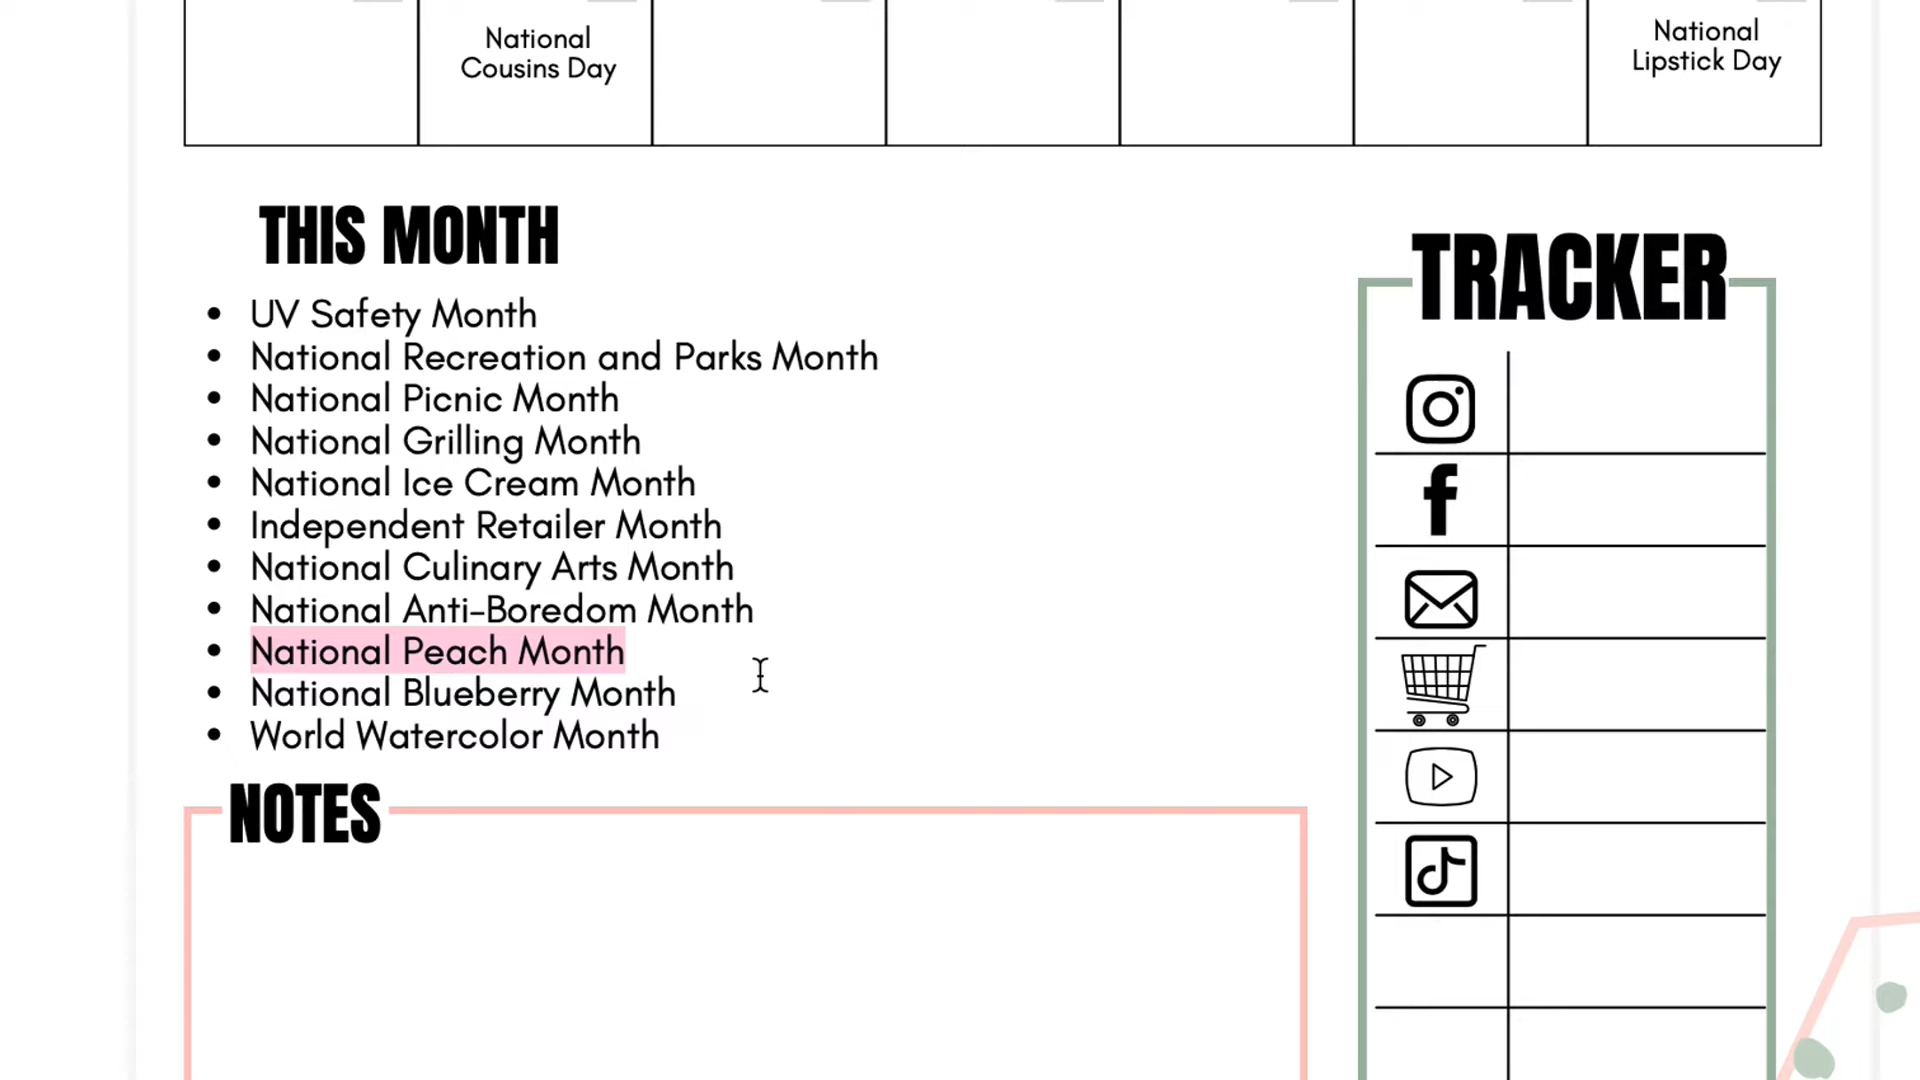 National
Cousins Day
National
Lipstick Day
THIS MONTH
• UV Safety Month
• National Recreation and Parks Month
• National Picnic Month
• National Grilling Month
• National Ice Cream Month
• Independent Retailer Month
• National Culinary Arts Month
• National Anti-Boredom Month
• National Peach Month
• National Blueberry Month
• World Watercolor Month
TRACKER
NOTES